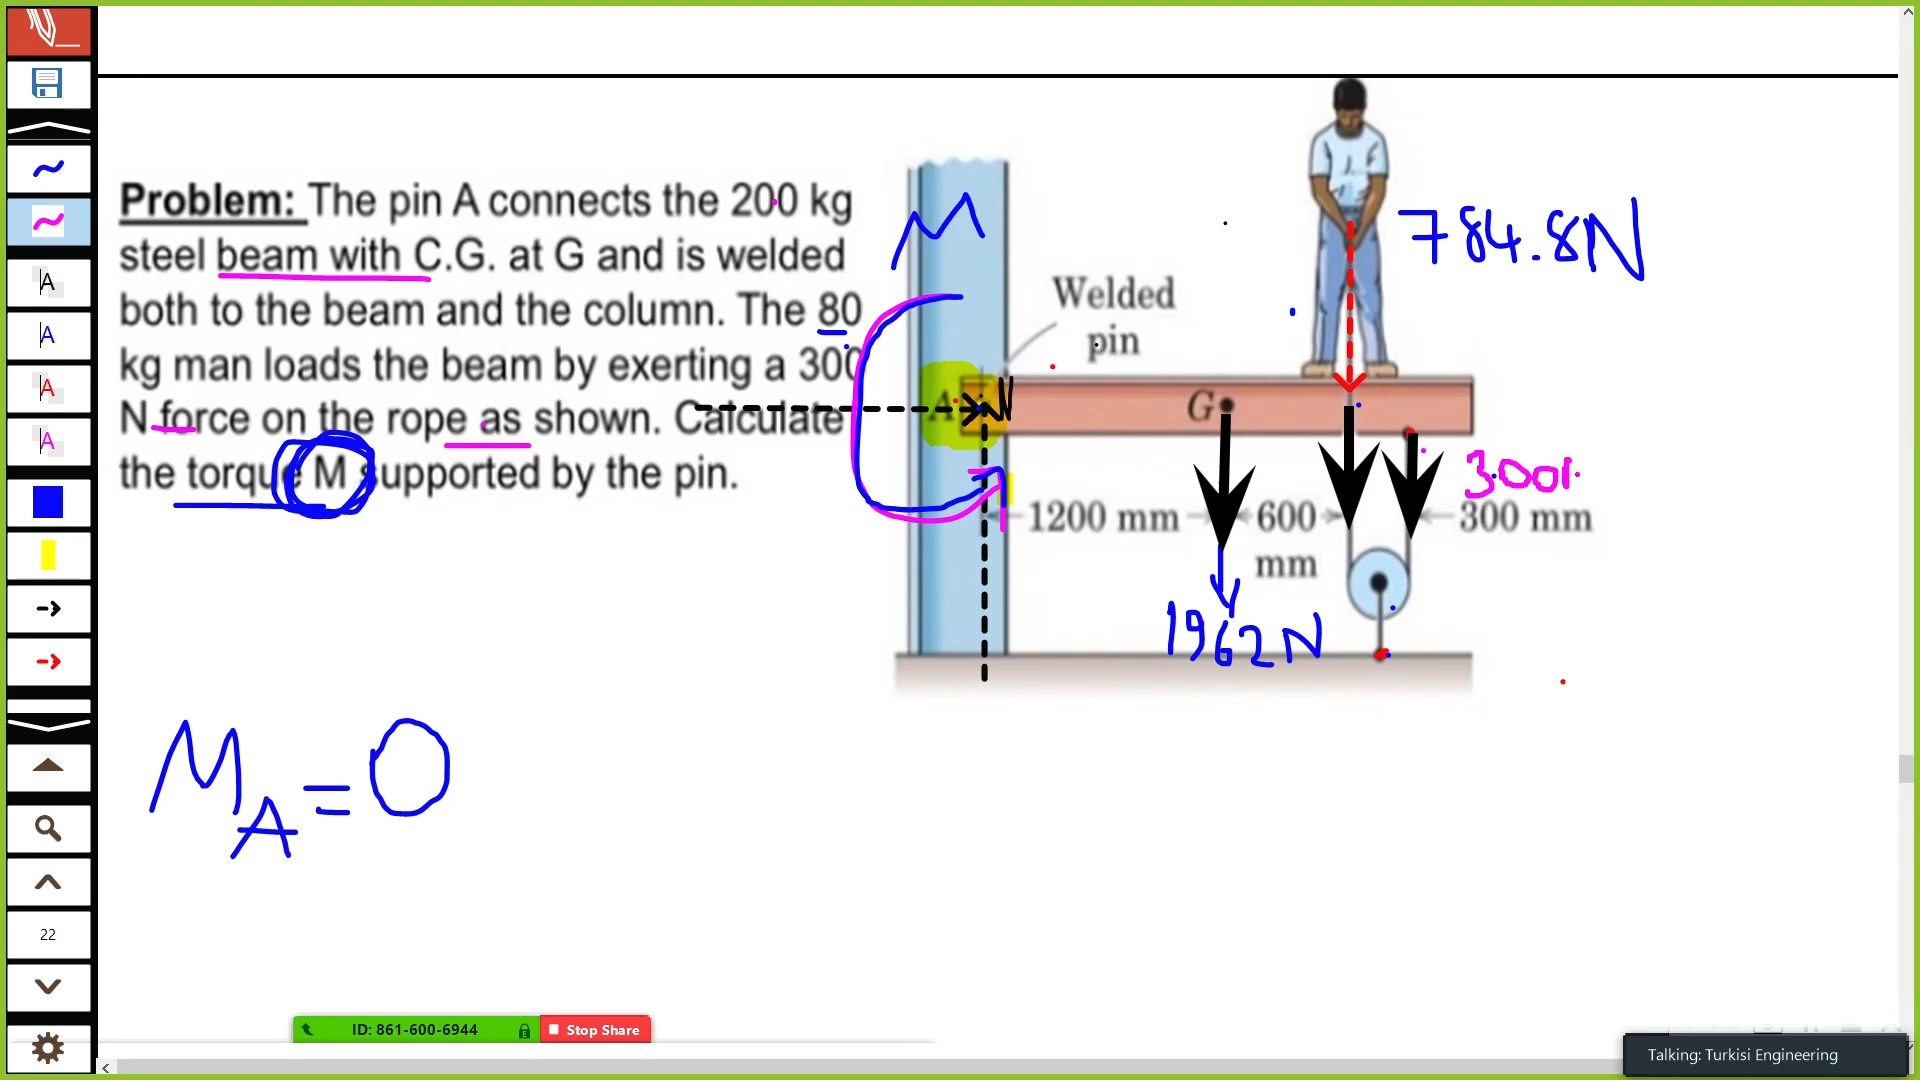 Problem: The pin A connects the 200 kg
steel beam with C.G. at G and is welded
both to the beam and the column. The 80
kg man loads the beam by exerting a 300
N force on the rope as shown. Calculate
the torque M supported by the pin.
M
784.8N
Welded
pin
A
N
G
300
1200 mm
600
mm
300 mm
1962 N
M A = 0
A
A
A
A
22
ID: 861-600-6944
Stop Share
Talking: Turkisi Engineering